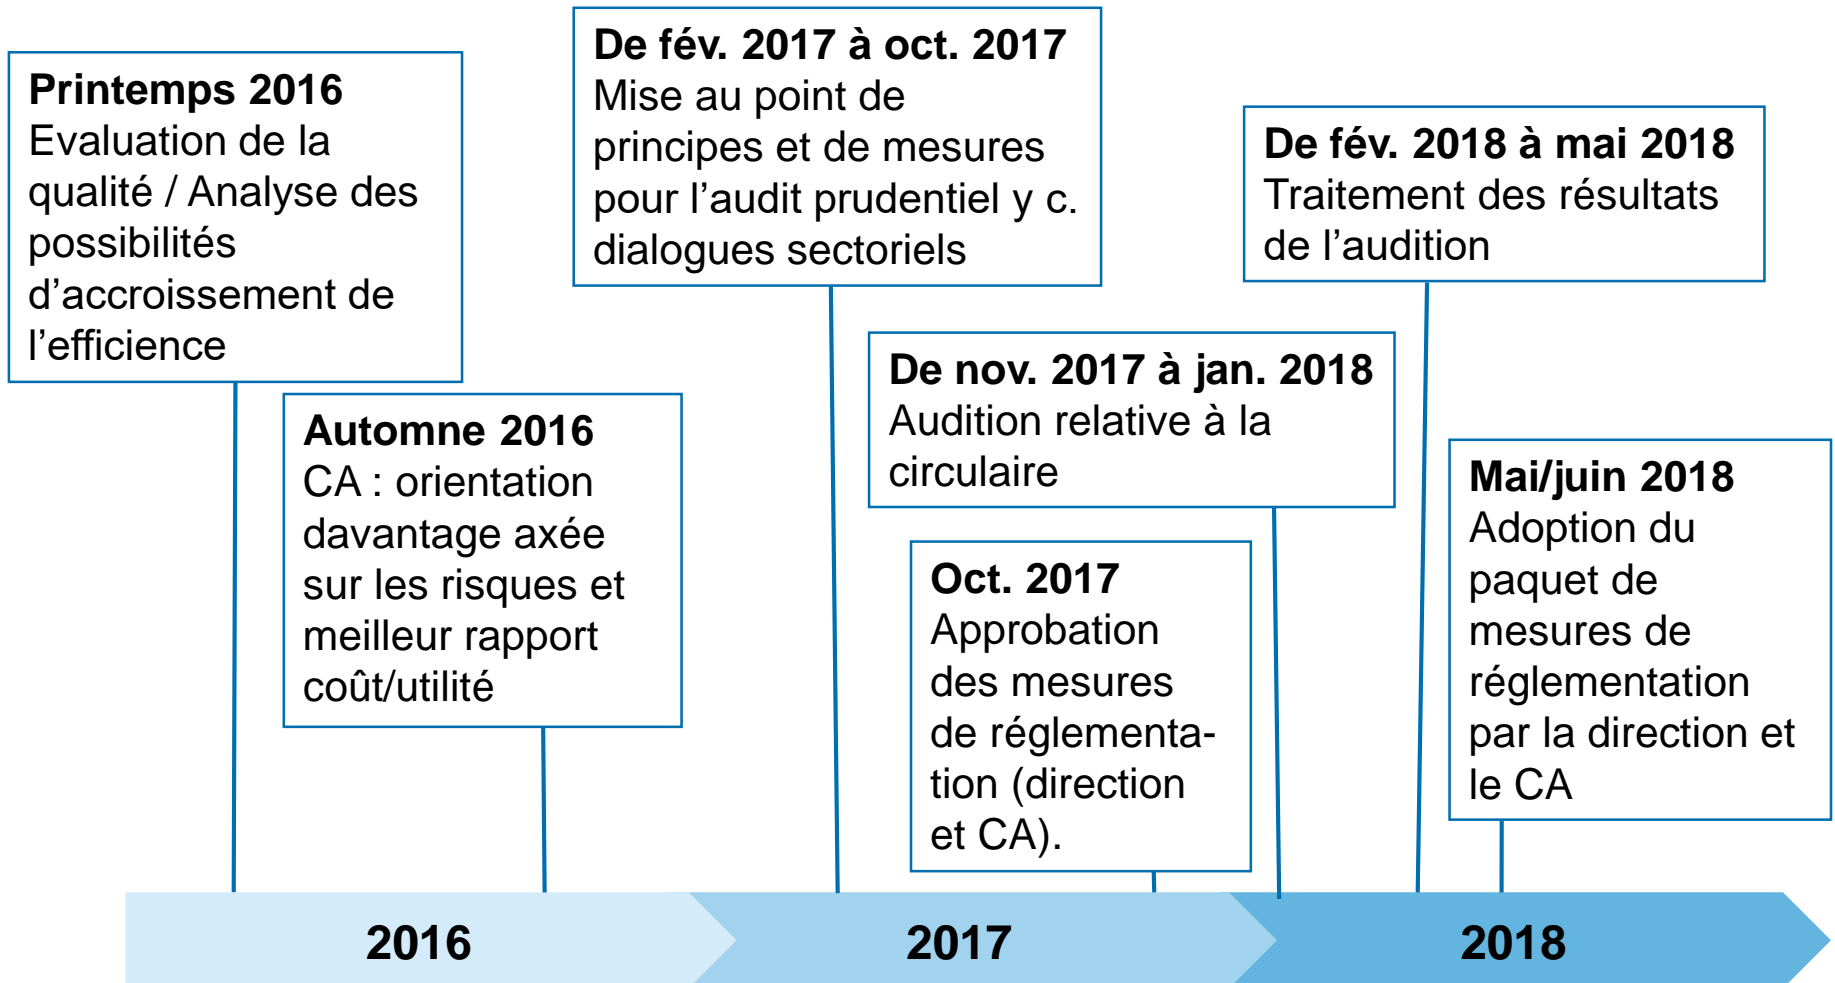 Printemps 2016
Evaluation de la
qualité / Analyse des
possibilités
d’accroissement de
l’efficience
Automne 2016
CA : orientation
davantage axée
sur les risques et
meilleur rapport
coût/utilité
De fév. 2017 à oct. 2017
Mise au point de
principes et de mesures
pour l’audit prudentiel y c.
dialogues sectoriels
De nov. 2017 à jan. 2018
Audition relative à la
circulaire
Oct. 2017
Approbation
des mesures
de réglementa-
tion (direction
et CA).
De fév. 2018 à mai 2018
Traitement des résultats
de l’audition
Mai/juin 2018
Adoption du
paquet de
mesures de
réglementation
par la direction et
le CA
2016
2017
2018